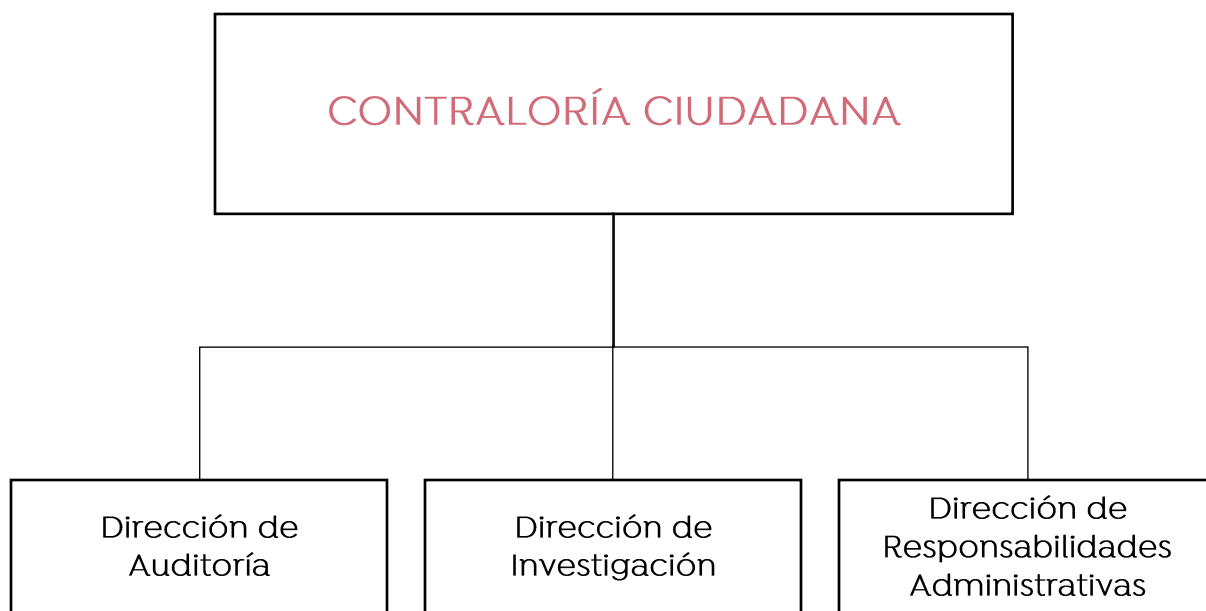 CONTRALORÍA CIUDADANA
Dirección de
Auditoría
Dirección de
Investigación
Dirección de
Responsabilidades
Administrativas